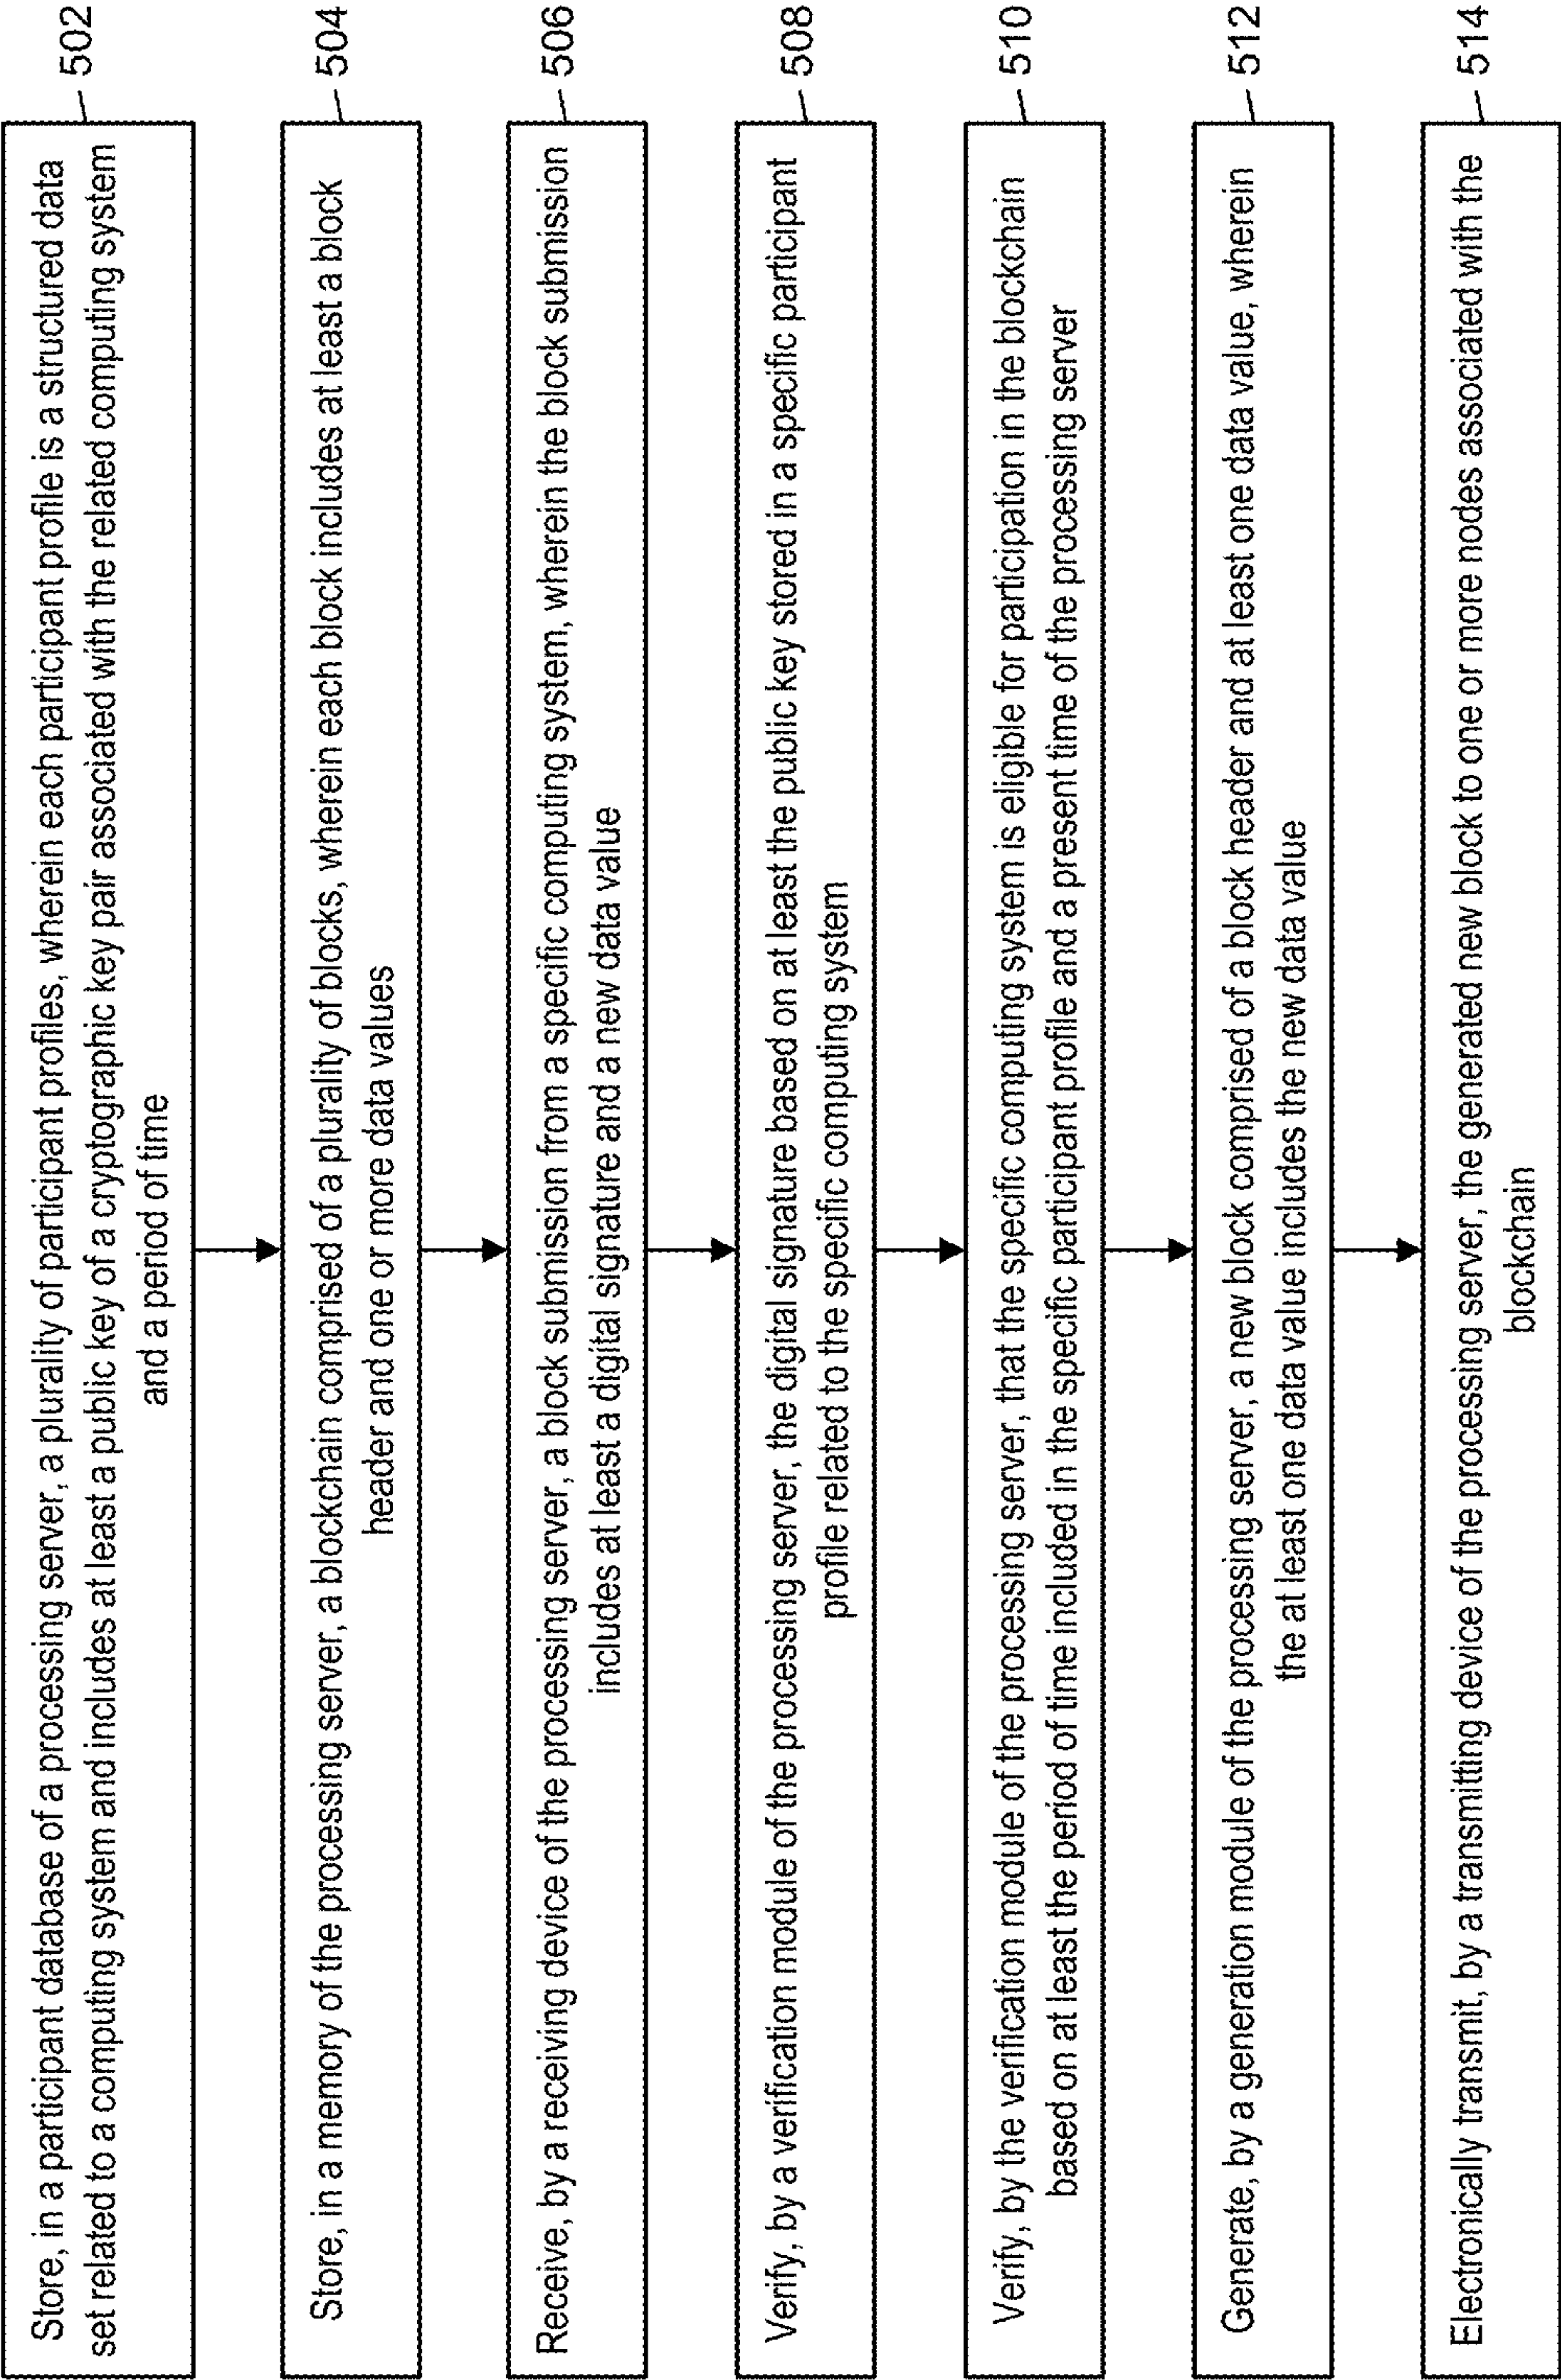 Store, in a participant database of a processing server, a plurality of participant profiles, wherein each participant profile is a structured data
set related to a computing system and includes at least a public key of a cryptographic key pair associated with the related computing system
and a period of time
502
Store, in a memory of the processing server, a blockchain comprised of a plurality of blocks, wherein each block includes at least a block
header and one or more data values
504
Receive, by a receiving device of the processing server, a block submission from a specific computing system, wherein the block submission
includes at least a digital signature and a new data value
506
Verify, by a verification module of the processing server, the digital signature based on at least the public key stored in a specific participant
profile related to the specific computing system
508
Verify, by the verification module of the processing server, that the specific computing system is eligible for participation in the blockchain
based on at least the period of time included in the specific participant profile and a present time of the processing server
510
Generate, by a generation module of the processing server, a new block comprised of a block header and at least one data value, wherein
the at least one data value includes the new data value
512
Electronically transmit, by a transmitting device of the processing server, the generated new block to one or more nodes associated with the
blockchain
514